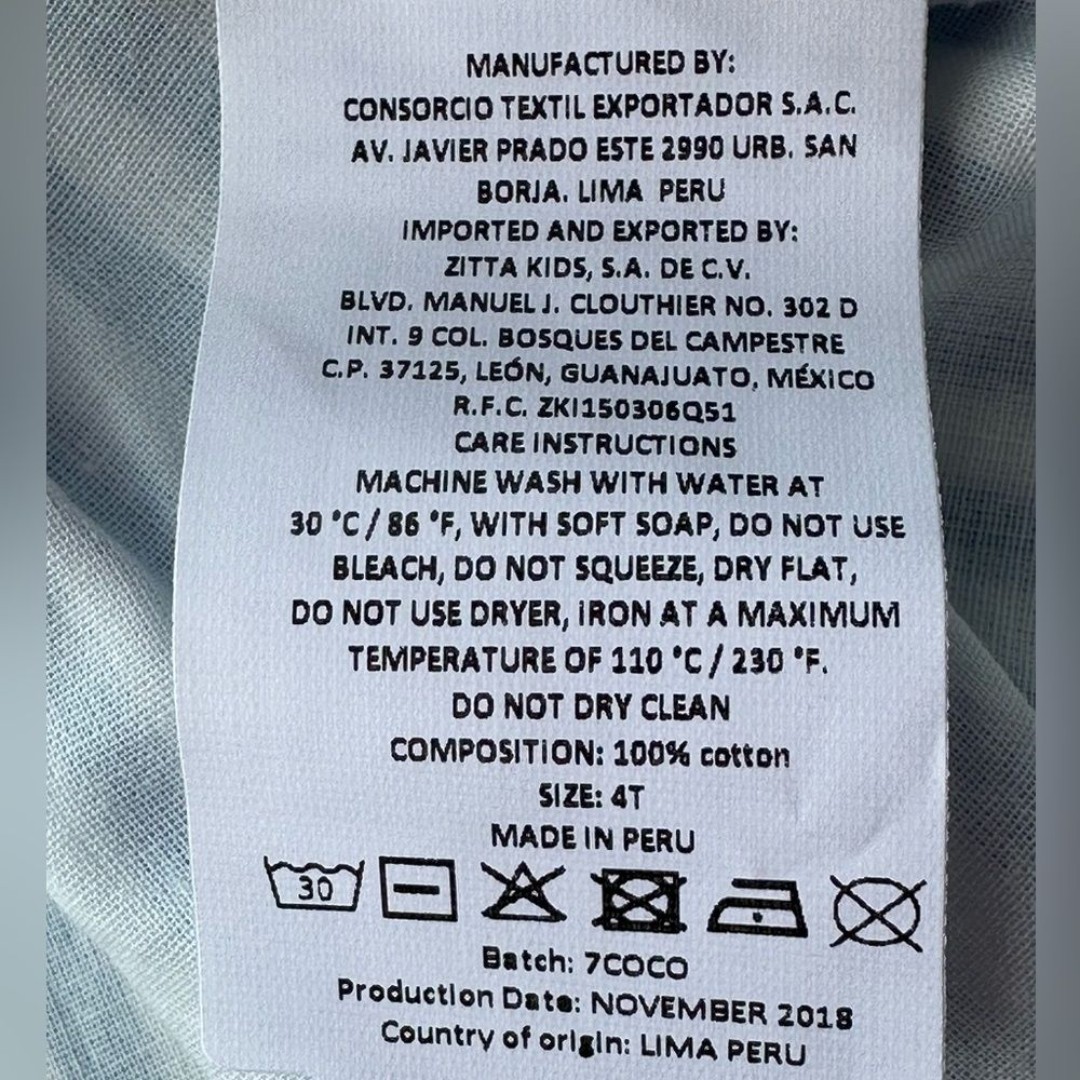 MANUFACTURED BY:
CONSORCIO TEXTIL EXPORTADOR S.A.C.
AV. JAVIER PRADO ESTE 2990 URB. SAN
BORJA. LIMA PERU
IMPORTED AND EXPORTED BY:
ZITTA KIDS, S.A. DE C.V.
BLVD. MANUEL J. CLOUTHIER NO. 302 D
INT. 9 COL. BOSQUES DEL CAMPESTRE
C.P. 37125, LEÓN, GUANAJUATO, MÉXICO
R.F.C. ZKI150306Q51
CARE INSTRUCTIONS
MACHINE WASH WITH WATER AT
30 °C / 86 °F, WITH SOFT SOAP, DO NOT USE
BLEACH, DO NOT SQUEEZE, DRY FLAT,
DO NOT USE DRYER, IRON AT A MAXIMUM
TEMPERATURE OF 110 °C / 230 °F.
DO NOT DRY CLEAN
COMPOSITION: 100% cotton
SIZE: 4T
MADE IN PERU
30
Batch: 7COCO
Production Date: NOVEMBER 2018
Country of origin: LIMA PERU